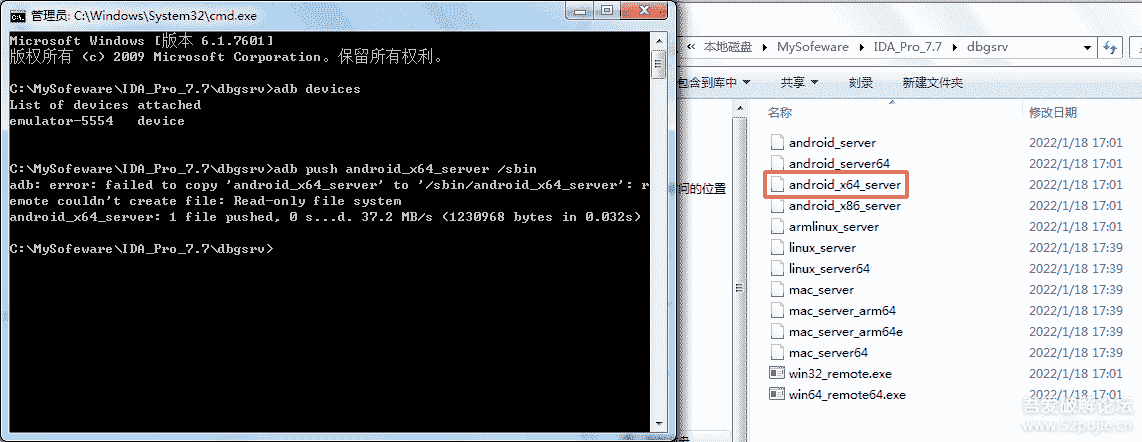 管理员: C:\Windows\System32\cmd.exe
Microsoft Windows [版本 6.1.7601]
版权所有 (c) 2009 Microsoft Corporation。保留所有权利。
C:\MySofeware\IDA_Pro_7.7\dbgsrv>adb devices
List of devices attached
emulator-5554   device
C:\MySofeware\IDA_Pro_7.7\dbgsrv>adb push android_x64_server /sbin
adb: error: failed to copy 'android_x64_server' to '/sbin/android_x64_server': r
emote couldn't create file: Read-only file system
android_x64_server: 1 file pushed, 0 s...d. 37.2 MB/s (1230968 bytes in 0.032s)
C:\MySofeware\IDA_Pro_7.7\dbgsrv>
« 本地磁盘 MySofeware IDA_Pro_7.7 dbgsrv
包含到库中 共享 刻录 新建文件夹
问的位置
名称 修改日期
android_server 2022/1/18 17:01
android_server64 2022/1/18 17:01
android_x64_server 2022/1/18 17:01
android_x86_server 2022/1/18 17:01
armlinux_server 2022/1/18 17:01
linux_server 2022/1/18 17:39
linux_server64 2022/1/18 17:39
mac_server 2022/1/18 17:39
mac_server_arm64 2022/1/18 17:39
mac_server_arm64e 2022/1/18 17:39
mac_server64 2022/1/18 17:39
win32_remote.exe 2022/1/18 17:01
win64_remote64.exe 2022/1/18 17:01
吾爱破解论坛
www.52pojie.cn